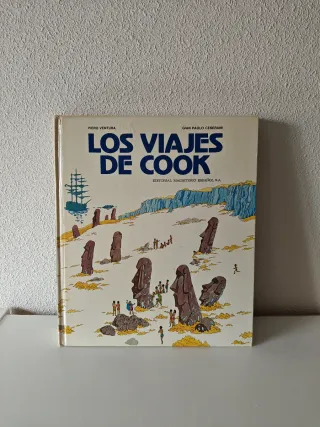 PIERO VENTURA GIAN PAOLO CESERANI
LOS VIAJES
DE COOK
EDITORIAL MAGISTERIO ESPAÑOL S.A.